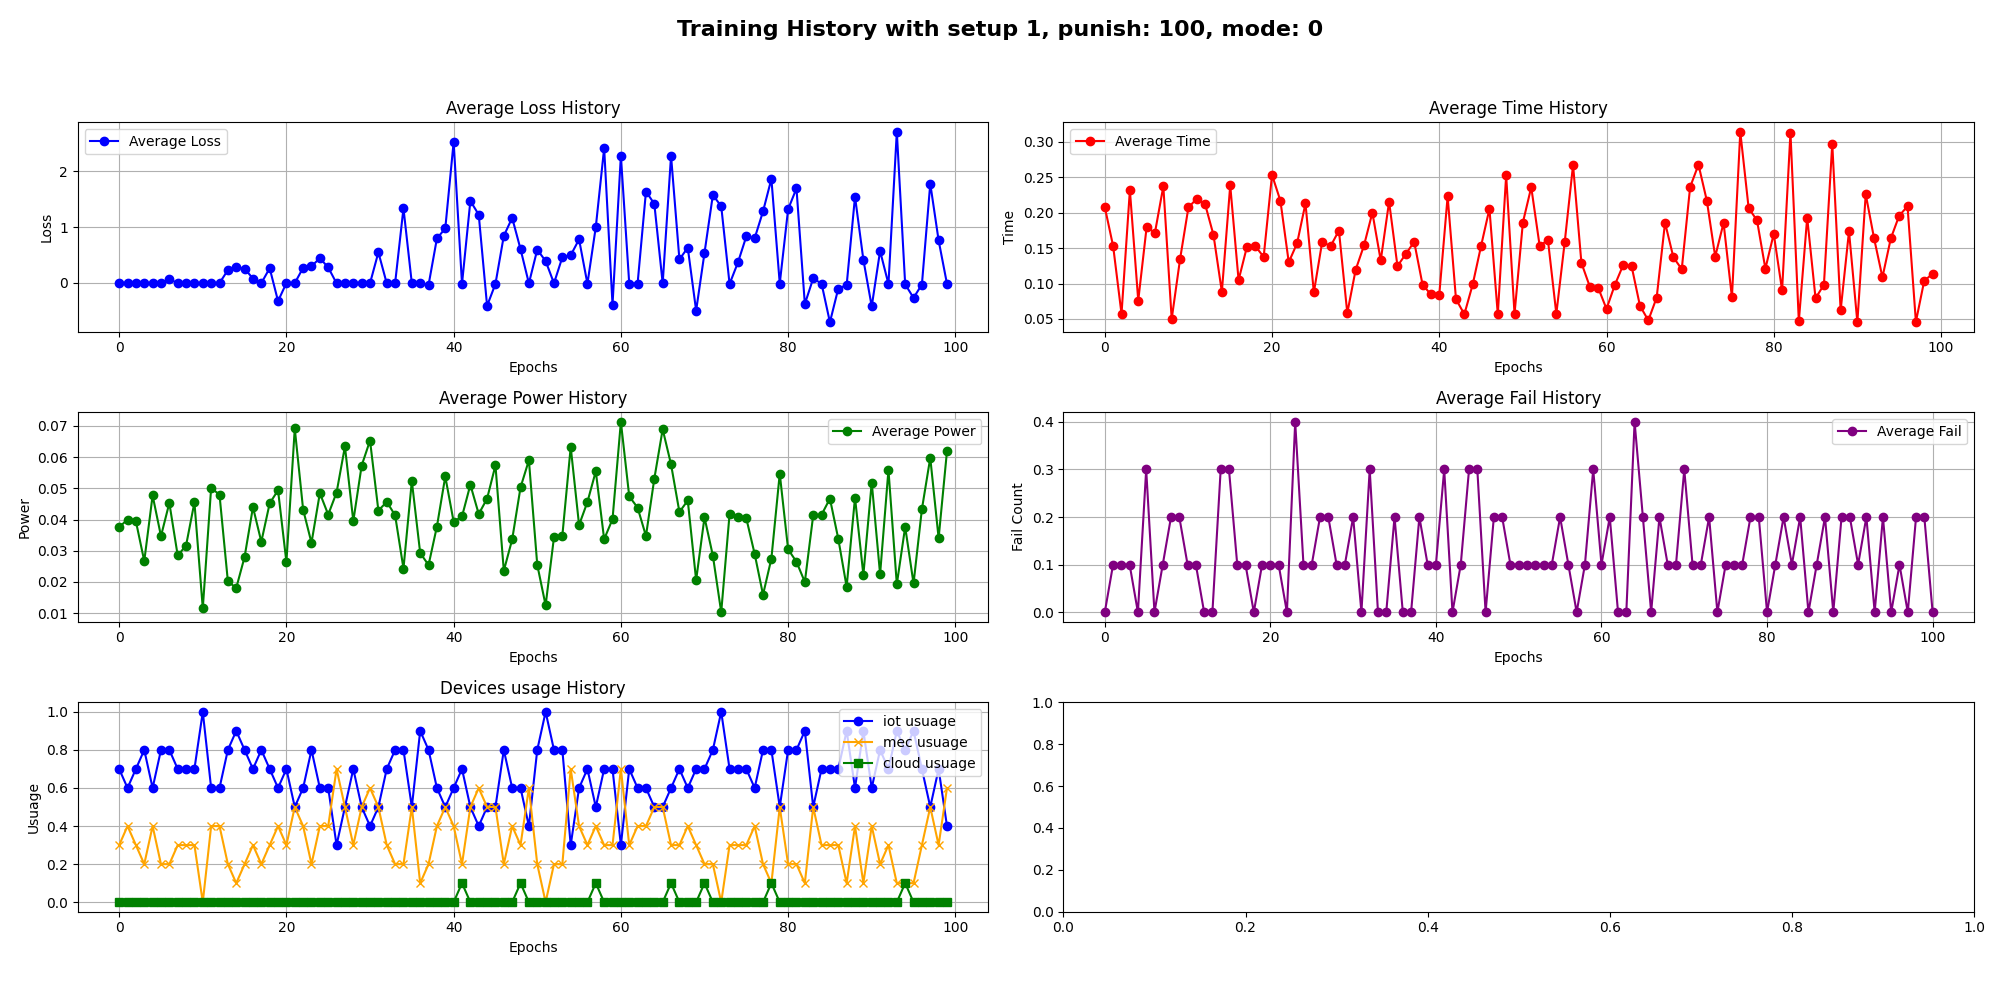 Training History with setup 1, punish: 100, mode: 0
Average Loss History
Average Loss
Loss
2
1
0
0 20 40 60 80 100
Epochs
Average Time History
Average Time
Time
0.30
0.25
0.20
0.15
0.10
0.05
0 20 40 60 80 100
Epochs
Average Power History
Average Power
Power
0.07
0.06
0.05
0.04
0.03
0.02
0.01
0 20 40 60 80 100
Epochs
Average Fail History
Average Fail
Fail Count
0.4
0.3
0.2
0.1
0.0
0 20 40 60 80 100
Epochs
Devices usage History
iot usuage
mec usuage
cloud usuage
Usuage
1.0
0.8
0.6
0.4
0.2
0.0
0 20 40 60 80 100
Epochs
1.0
0.8
0.6
0.4
0.2
0.0
0.0 0.2 0.4 0.6 0.8 1.0